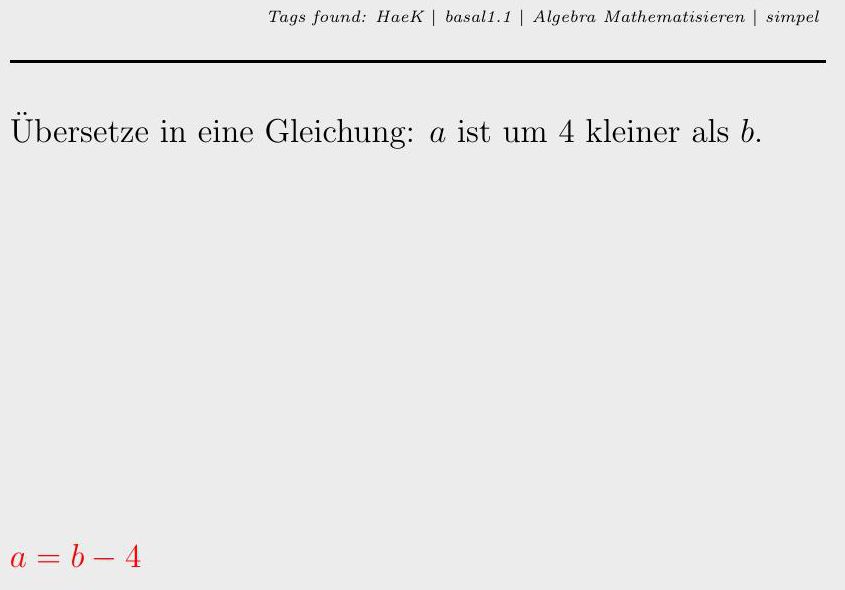 Tags found: HaeK | basal1.1 | Algebra Mathematisieren | simpel
Übersetze in eine Gleichung: a ist um 4 kleiner als b.
a = b − 4